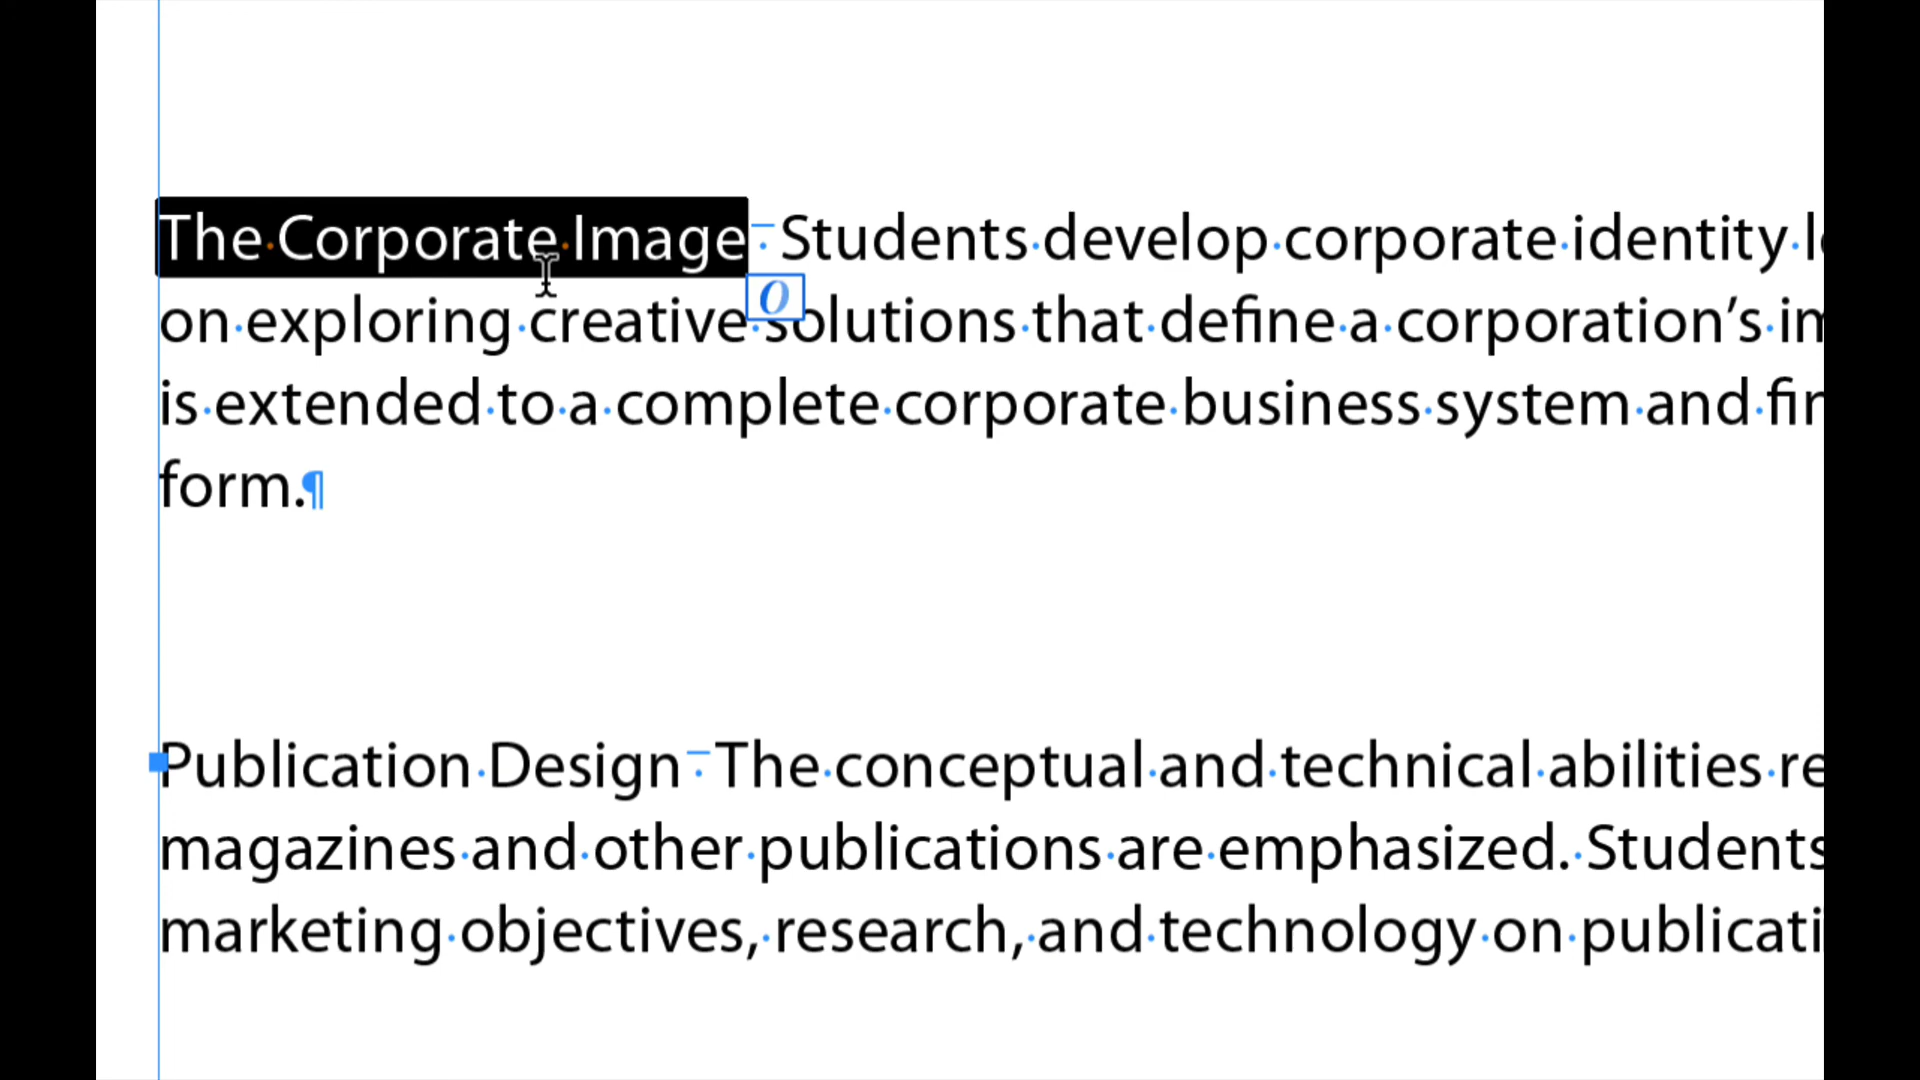 The Corporate Image Students develop corporate identity
O
on exploring creative solutions that define a corporation’s
is extended to a complete corporate business system and
form.¶
Publication Design The conceptual and technical abilities
magazines and other publications are emphasized. Students
marketing objectives, research, and technology on